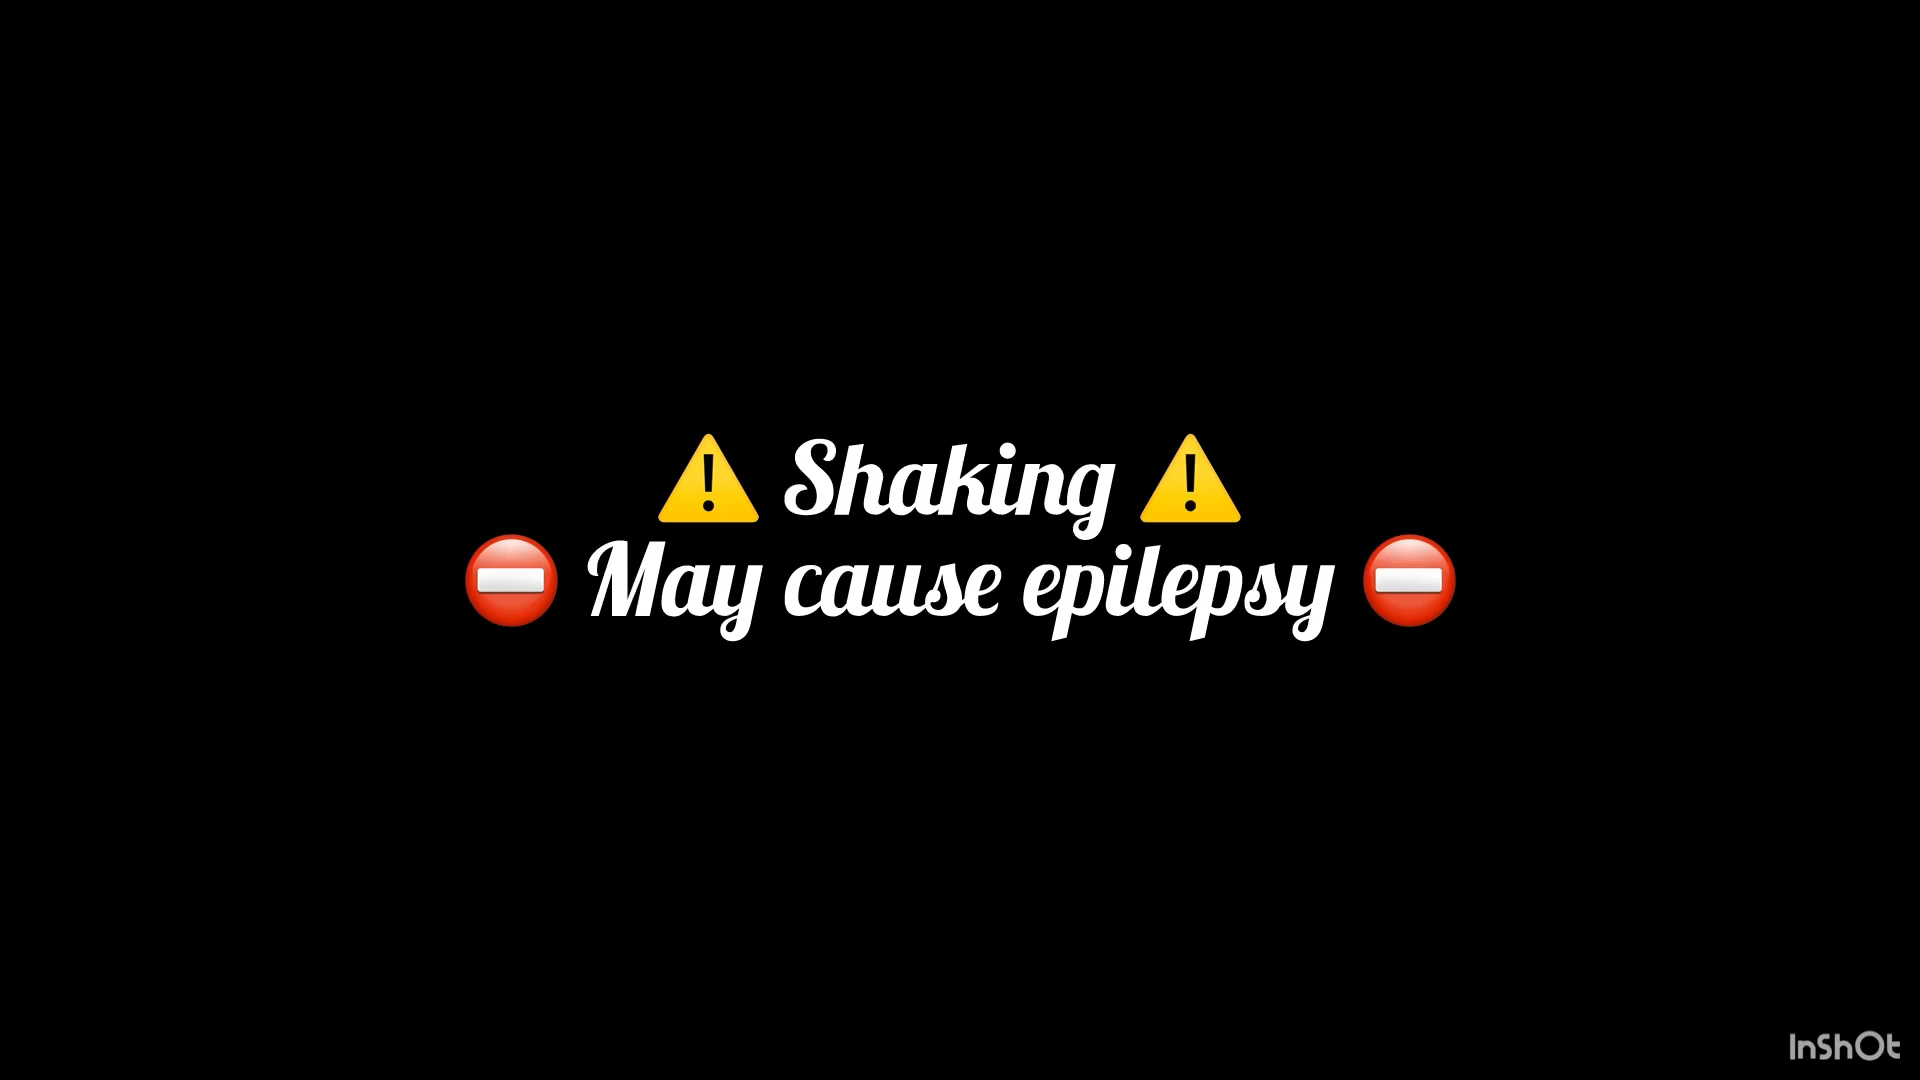 ⚠️ Shaking ⚠️
⛔ May cause epilepsy ⛔
InShOt